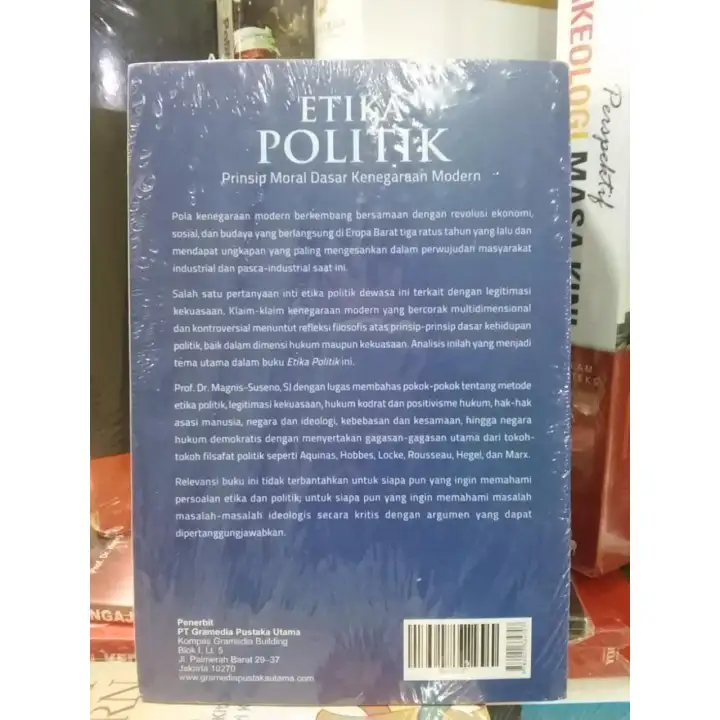 ETIKA
POLITIK
Prinsip Moral Dasar Kenegaraan Modern
Pola kenegaraan modern berkembang bersamaan dengan revolusi ekonomi,
sosial, dan budaya yang berlangsung di Eropa Barat tiga ratus tahun yang lalu dan
mendapat ungkapan yang paling mengesankan dalam perwujudan masyarakat
industrial dan pasca-industrial saat ini.
Salah satu pertanyaan inti etika politik dewasa ini terkait dengan legitimasi
kekuasaan. Klaim-klaim kenegaraan modern yang bercorak multidimensional
dan kontroversial menuntut refleksi filosofis atas prinsip-prinsip dasar kehidupan
politik, baik dalam dimensi hukum maupun kekuasaan. Analisis inilah yang menjadi
tema utama dalam buku Etika Politik ini.
Prof. Dr. Magnis-Suseno, SJ dengan lugas membahas pokok-pokok tentang metode
etika politik, legitimasi kekuasaan, hukum kodrat dan positivisme hukum, hak-hak
asasi manusia, negara dan ideologi, kebebasan dan kesamaan, hingga negara
hukum demokratis dengan menyertakan gagasan-gagasan utama dari tokoh-
tokoh filsafat politik seperti Aquinas, Hobbes, Locke, Rousseau, Hegel, dan Marx.
Relevansi buku ini tidak terbantahkan untuk siapa pun yang ingin memahami
persoalan etika dan politik; untuk siapa pun yang ingin memahami masalah
masalah-masalah ideologis secara kritis dengan argumen yang dapat
dipertanggungjawabkan.
Penerbit
PT Gramedia Pustaka Utama
Kompas Gramedia Building
Blok I, Lt. 5
Jl. Palmerah Barat 29-37
Jakarta 10270
www.gramediapustakautama.com
KEOLOGI MASA KINI
Perspektif